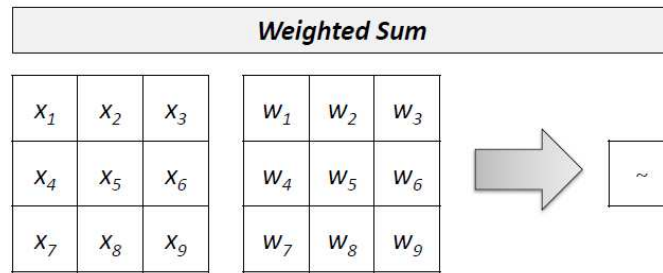 Weighted Sum
x₁ x₂ x₃ w₁ w₂ w₃
x₄ x₅ x₆ w₄ w₅ w₆ ~
x₇ x₈ x₉ w₇ w₈ w₉